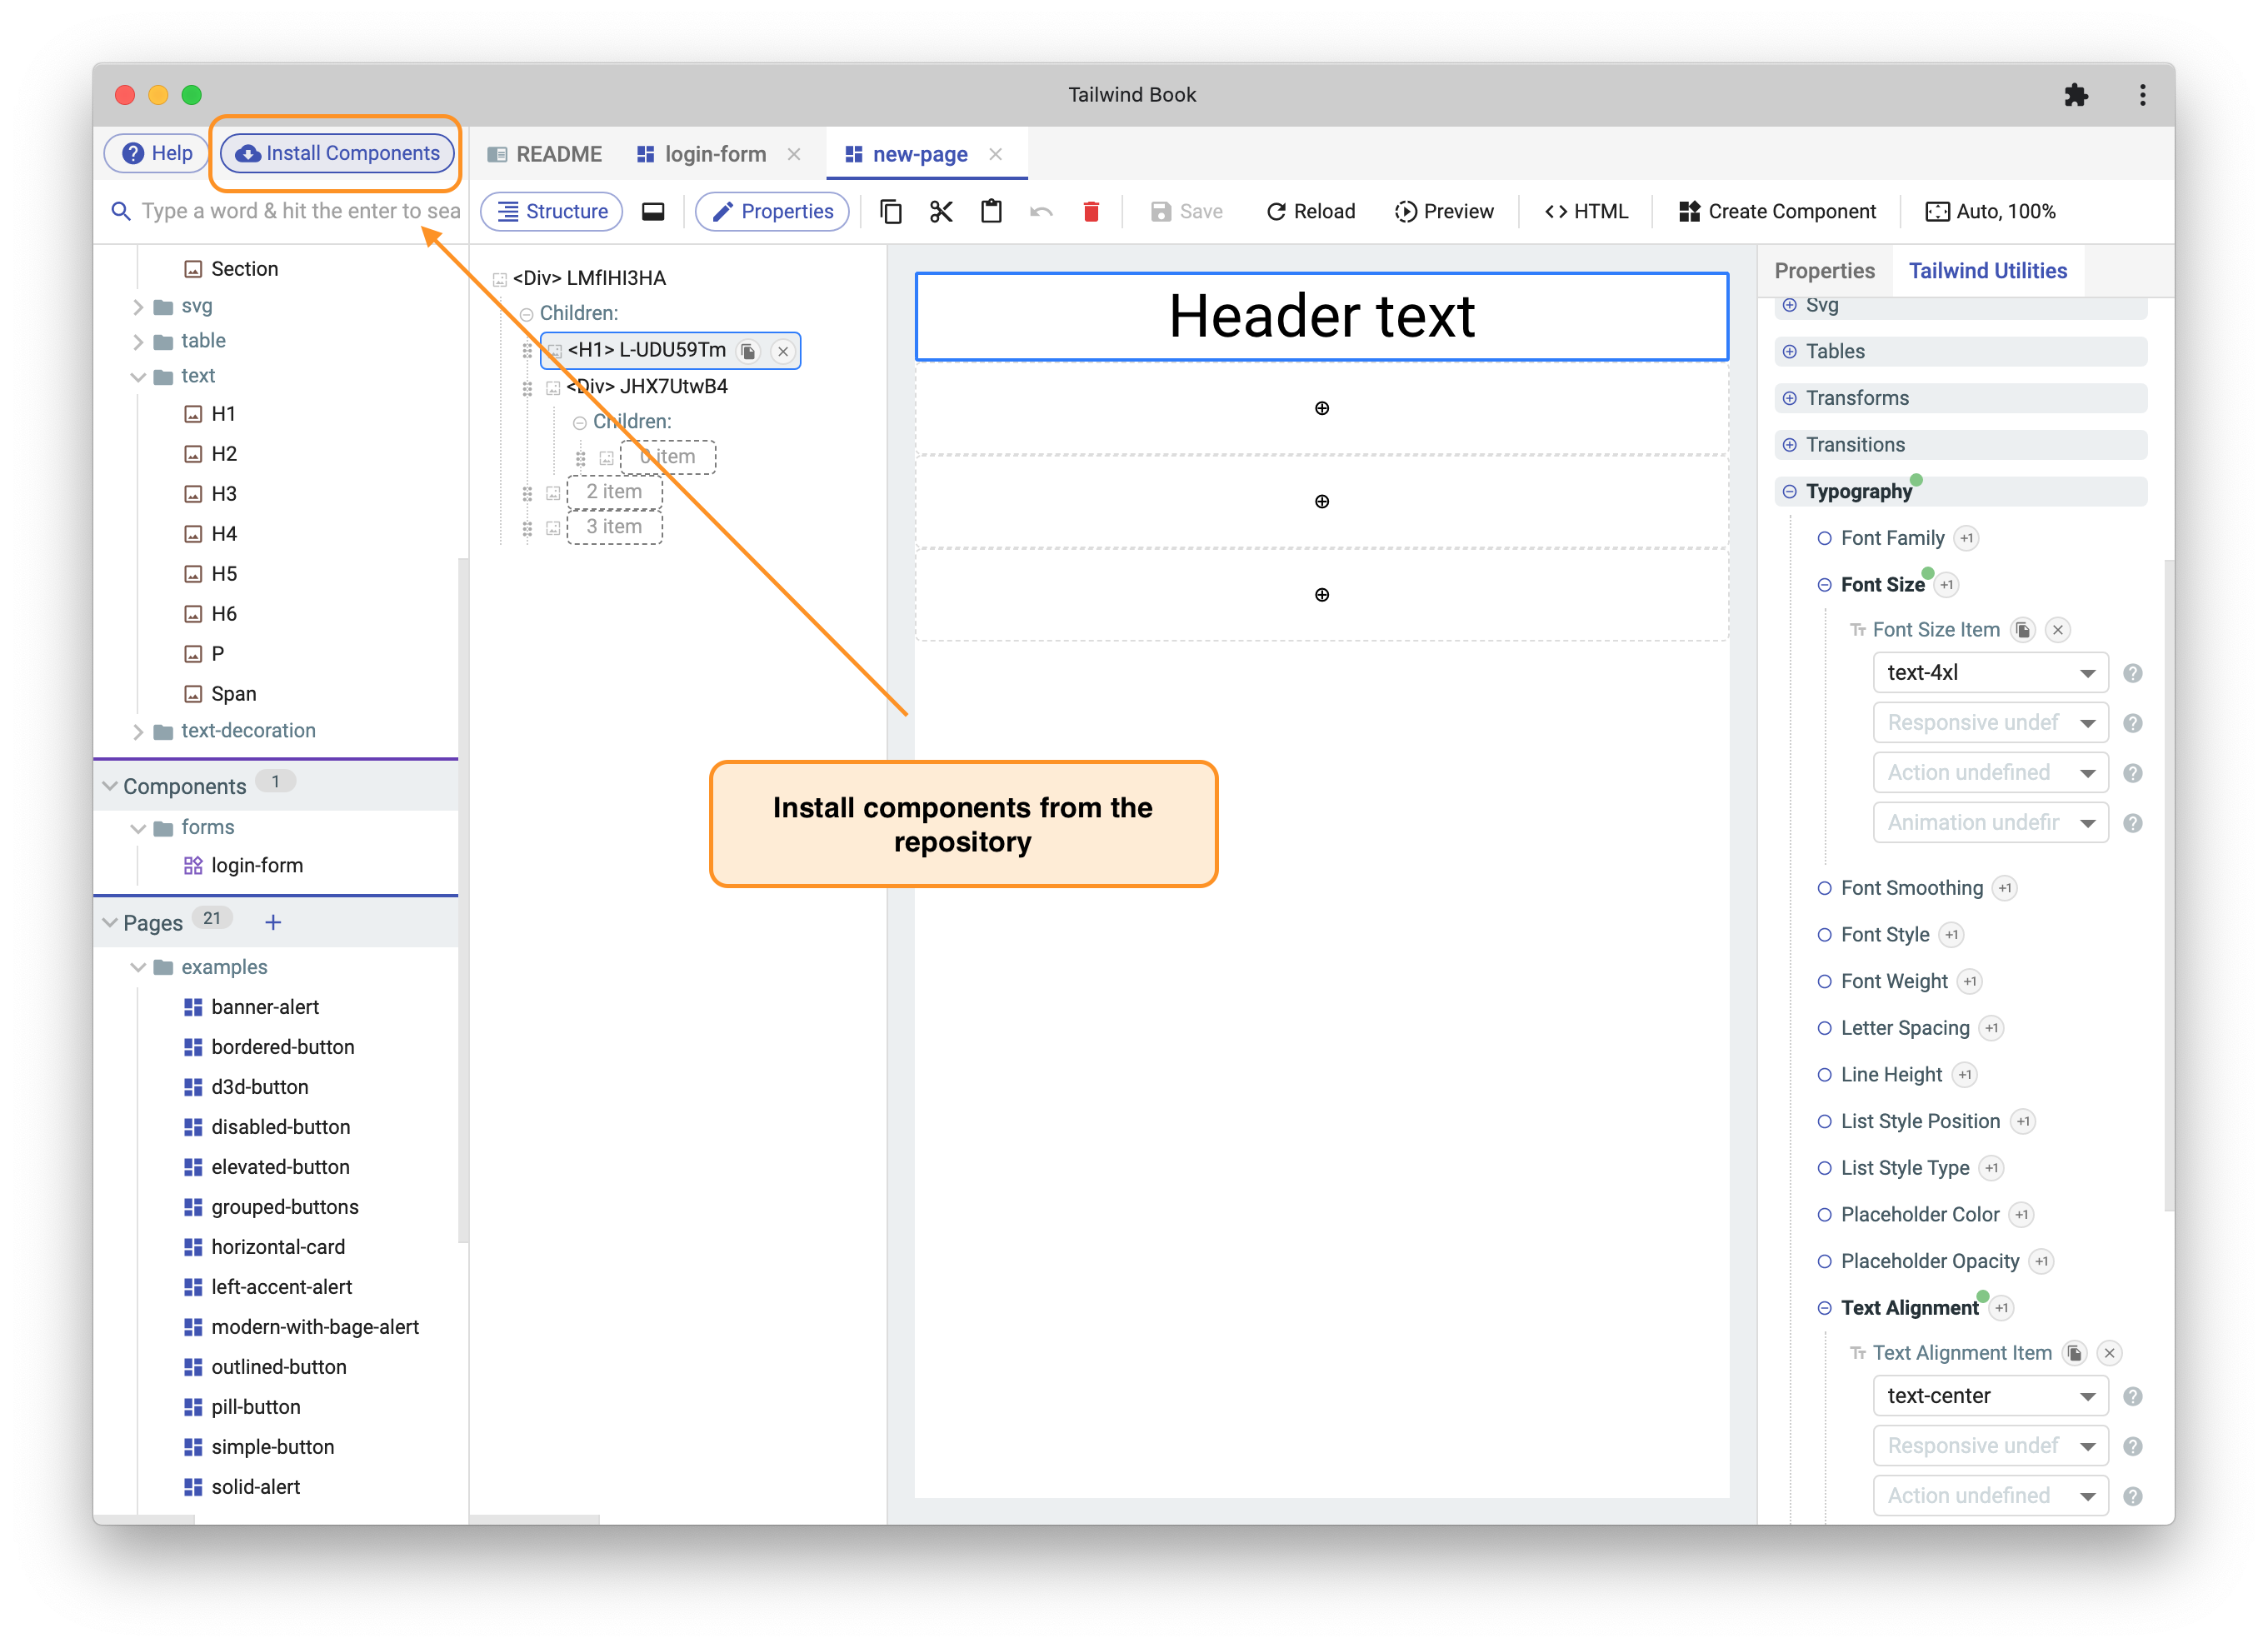 Tailwind Book
Help
Install Components
README
login-form
new-page
Type a word & hit the enter to sea
Structure
Properties
Save
Reload
Preview
HTML
Create Component
Auto, 100%
Section
svg
table
text
H1
H2
H3
H4
H5
H6
P
Span
text-decoration
Components 1
forms
login-form
Pages 21 +
examples
banner-alert
bordered-button
d3d-button
disabled-button
elevated-button
grouped-buttons
horizontal-card
left-accent-alert
modern-with-bage-alert
outlined-button
pill-button
simple-button
solid-alert
<Div> LMfIHI3HA
Children:
<H1> L-UDU59Tm
<Div> JHX7UtwB4
Children:
0 item
2 item
3 item
Header text
Install components from the
repository
Properties
Tailwind Utilities
Svg
Tables
Transforms
Transitions
Typography
Font Family +1
Font Size +1
Font Size Item
text-4xl
Responsive undef
Action undefined
Animation undefir
Font Smoothing +1
Font Style +1
Font Weight +1
Letter Spacing +1
Line Height +1
List Style Position +1
List Style Type +1
Placeholder Color +1
Placeholder Opacity +1
Text Alignment +1
Text Alignment Item
text-center
Responsive undef
Action undefined